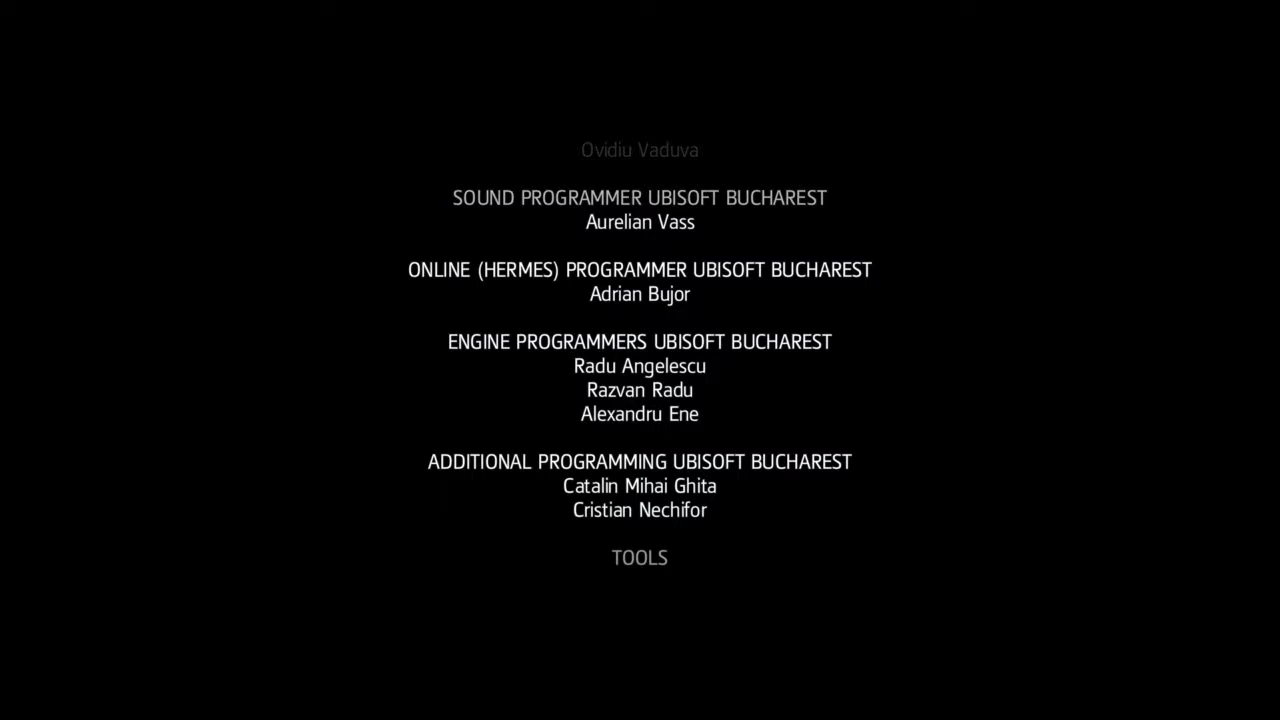 Ovidiu Vaduva
SOUND PROGRAMMER UBISOFT BUCHAREST
Aurelian Vass
ONLINE (HERMES) PROGRAMMER UBISOFT BUCHAREST
Adrian Bujor
ENGINE PROGRAMMERS UBISOFT BUCHAREST
Radu Angelescu
Razvan Radu
Alexandru Ene
ADDITIONAL PROGRAMMING UBISOFT BUCHAREST
Catalin Mihai Ghita
Cristian Nechifor
TOOLS